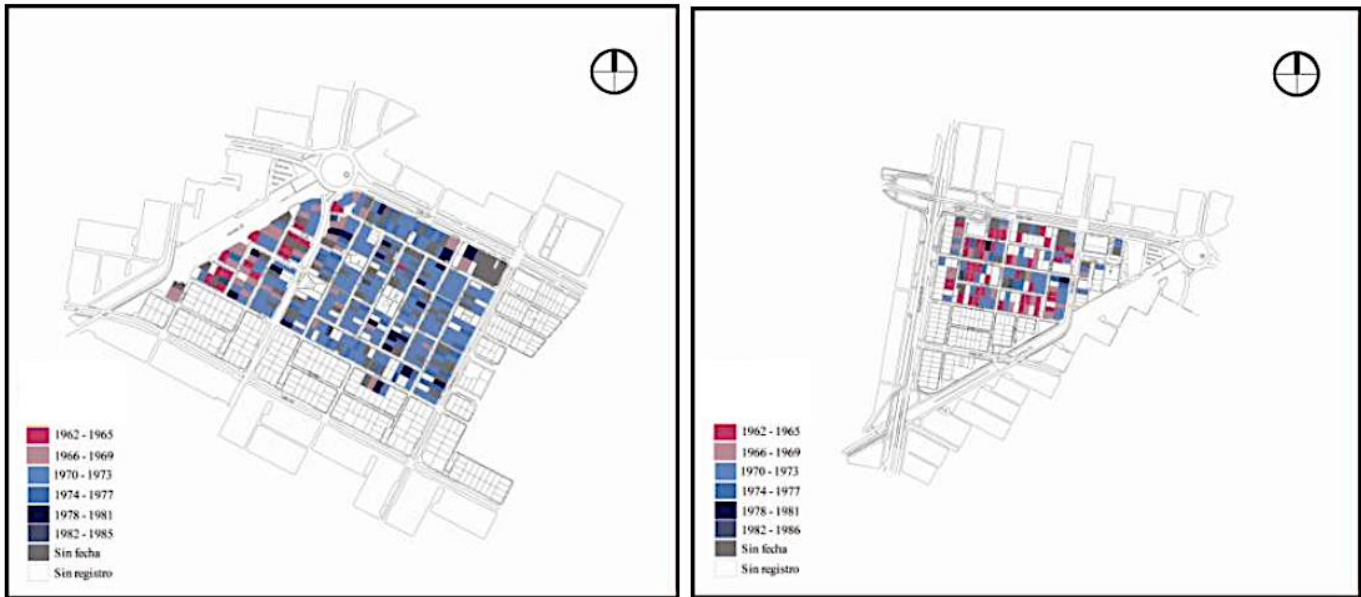 1962 - 1965
1966 - 1969
1970 - 1973
1974 - 1977
1978 - 1981
1982 - 1985
Sin fecha
Sin registro
1962 - 1965
1966 - 1969
1970 - 1973
1974 - 1977
1978 - 1981
1982 - 1986
Sin fecha
Sin registro